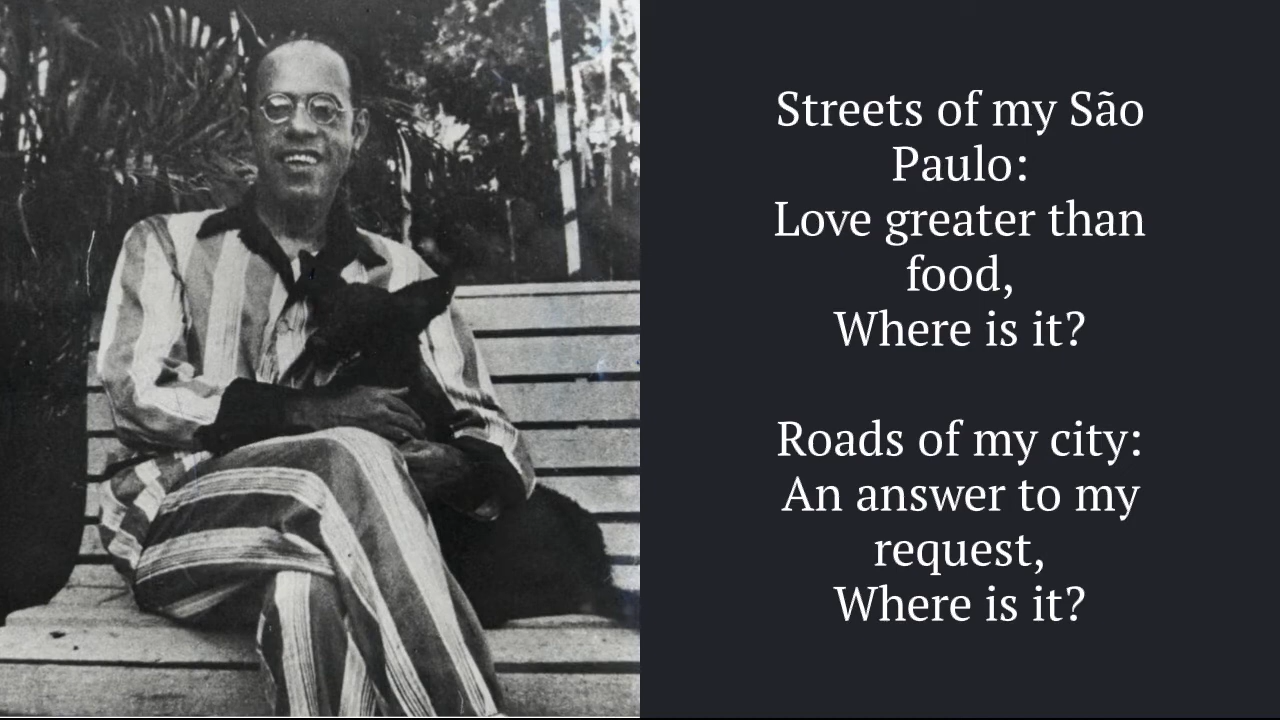 Streets of my São
Paulo:
Love greater than
food,
Where is it?
Roads of my city:
An answer to my
request,
Where is it?